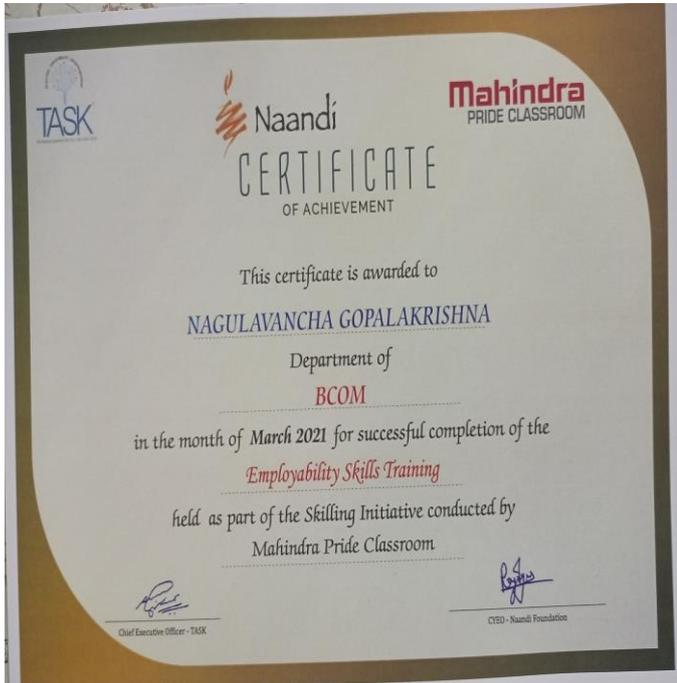 TASK
Naandi
Mahindra
PRIDE CLASSROOM
CERTIFICATE
OF ACHIEVEMENT
This certificate is awarded to
NAGULAVANCHA GOPALAKRISHNA
Department of
BCOM
in the month of March 2021 for successful completion of the
Employability Skills Training
held as part of the Skilling Initiative conducted by
Mahindra Pride Classroom
Chief Executive Officer - TASK
CYEO - Naandi Foundation